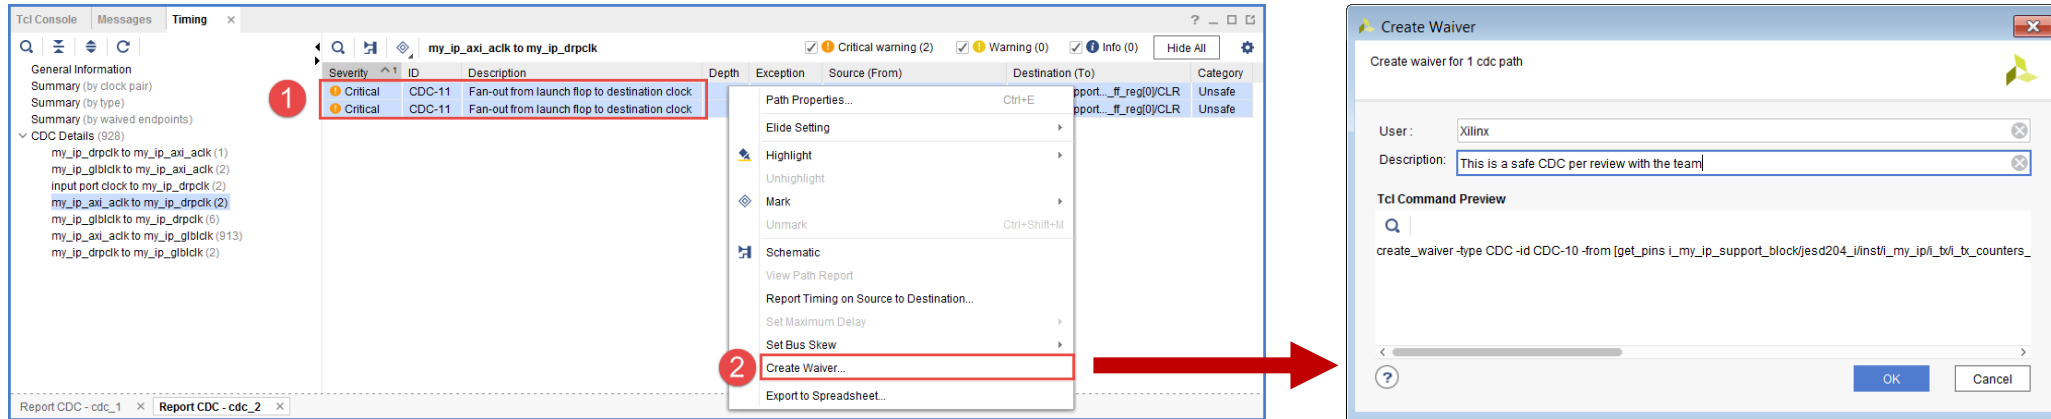 Tcl Console Messages Timing ×
? _
my_ip_axi_aclk to my_ip_drpclk
Critical warning (2) Warning (0) Info (0) Hide All
General Information
Summary (by clock pair)
Summary (by type)
Summary (by waived endpoints)
CDC Details (928)
my_ip_drpclk to my_ip_axi_aclk (1)
my_ip_glblclk to my_ip_axi_aclk (2)
input port clock to my_ip_drpclk (2)
my_ip_axi_aclk to my_ip_drpclk (2)
my_ip_glblclk to my_ip_drpclk (6)
my_ip_axi_aclk to my_ip_glblclk (913)
my_ip_drpclk to my_ip_glblclk (2)
Severity 1 ID Description Depth Exception Source (From) Destination (To) Category
1
Critical CDC-11 Fan-out from launch flop to destination clock pport..._ff_reg[0]/CLR Unsafe
Critical CDC-11 Fan-out from launch flop to destination clock pport..._ff_reg[0]/CLR Unsafe
Path Properties... Ctrl+E
Elide Setting
Highlight
Unhighlight
Mark
Unmark Ctrl+Shift+M
Schematic
View Path Report
Report Timing on Source to Destination...
Set Maximum Delay
Set Bus Skew
2
Create Waiver...
Export to Spreadsheet...
Report CDC - cdc_1 × Report CDC - cdc_2 ×
Create Waiver
Create waiver for 1 cdc path
User: Xilinx
Description: This is a safe CDC per review with the team
Tcl Command Preview
create_waiver -type CDC -id CDC-10 -from [get_pins i_my_ip_support_block/jesd204_i/inst/i_my_ip/i_tx/i_tx_counters_
?
OK Cancel